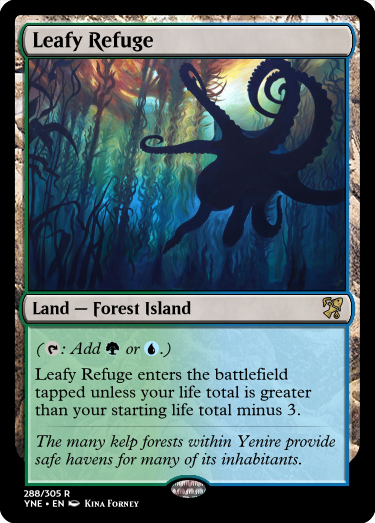 Leafy Refuge
Land — Forest Island
(: Add or .)
Leafy Refuge enters the battlefield
tapped unless your life total is greater
than your starting life total minus 3.
The many kelp forests within Yenire provide
safe havens for many of its inhabitants.
288/305 R
YNE • EN Kina Forney